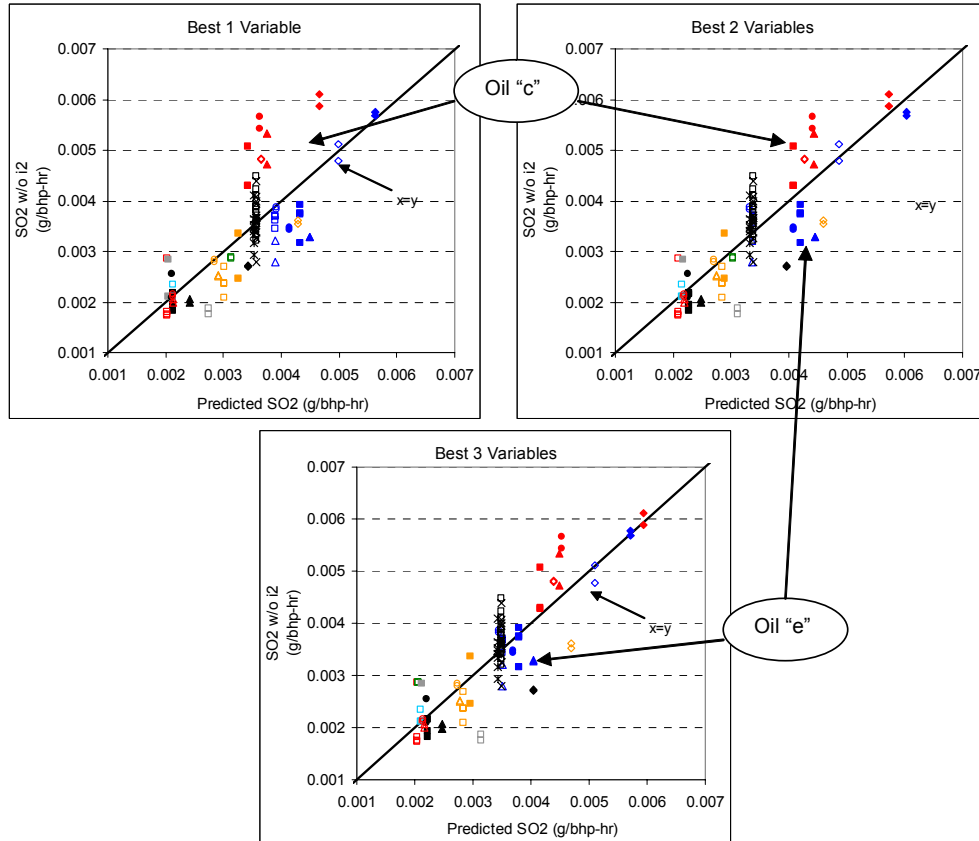 Best 1 Variable
SO2 w/o i2
(g/bhp-hr)
0.007
0.006
0.005
0.004
0.003
0.002
0.001
0.001 0.002 0.003 0.004 0.005 0.006 0.007
Predicted SO2 (g/bhp-hr)
x=y
Oil “c”
Best 2 Variables
SO2 w/o i2
(g/bhp-hr)
0.007
0.006
0.005
0.004
0.003
0.002
0.001
0.001 0.002 0.003 0.004 0.005 0.006 0.007
Predicted SO2 (g/bhp-hr)
x=y
Best 3 Variables
SO2 w/o i2
(g/bhp-hr)
0.007
0.006
0.005
0.004
0.003
0.002
0.001
0.001 0.002 0.003 0.004 0.005 0.006 0.007
Predicted SO2 (g/bhp-hr)
x=y
Oil “e”